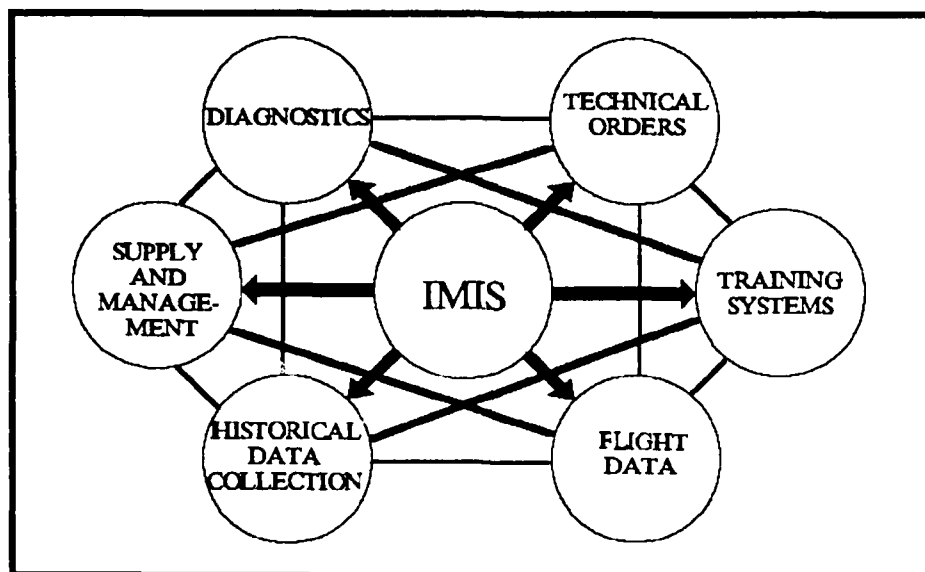 DIAGNOSTICS
TECHNICAL
ORDERS
SUPPLY
AND
MANAGE-
MENT
IMIS
TRAINING
SYSTEMS
HISTORICAL
DATA
COLLECTION
FLIGHT
DATA